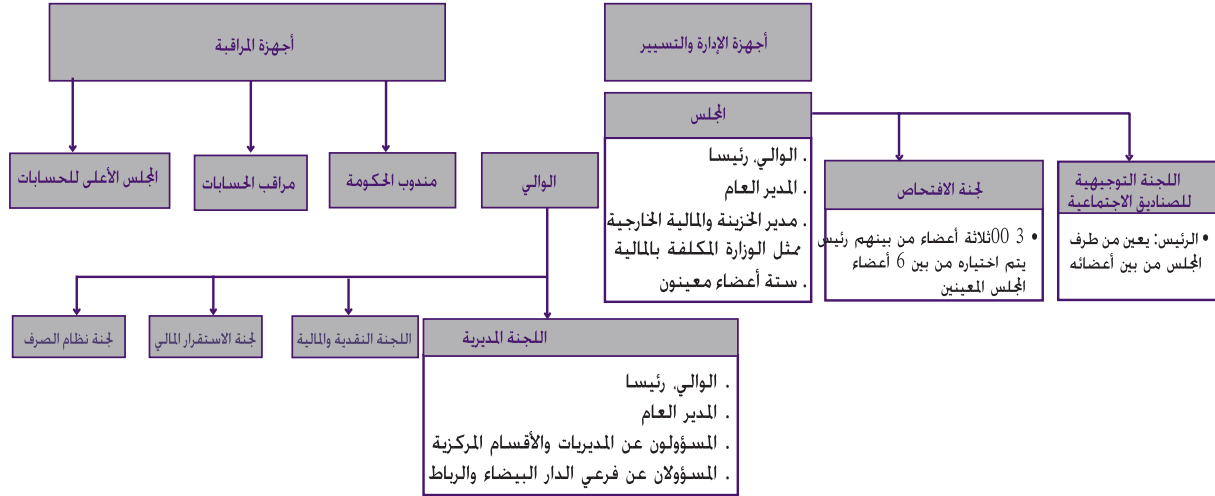 أجهزة الإدارة والتسيير
أجهزة المراقبة
المجلس
. الوالي، رئيسا
. المدير العام
. مدير الخزينة والمالية الخارجية
ممثل الوزارة المكلفة بالمالية
. ستة أعضاء معينون
اللجنة التوجيهية
للصناديق الاجتماعية
• الرئيس: يعين من طرف
المجلس من بين أعضائه
لجنة الافتحاص
• 3 00ثلاثة أعضاء من بينهم رئيس
يتم اختياره من بين 6 أعضاء
المجلس المعينين
الوالي
مندوب الحكومة
مراقب الحسابات
المجلس الأعلى للحسابات
اللجنة المديرية
. الوالي، رئيسا
. المدير العام
. المسؤولون عن المديريات والأقسام المركزية
. المسؤولان عن فرعي الدار البيضاء والرباط
اللجنة النقدية والمالية
لجنة الاستقرار المالي
لجنة نظام الصرف